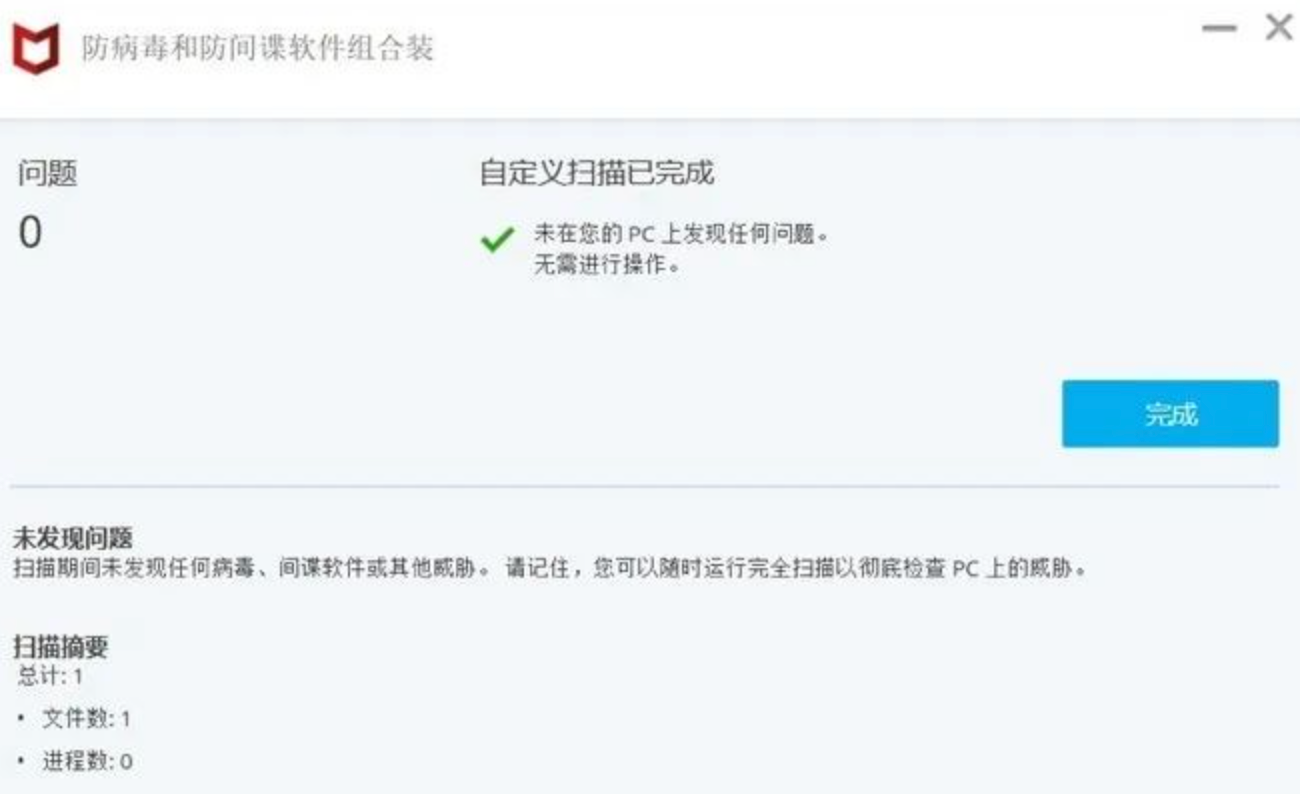 防病毒和防间谍软件组合装
问题
0
自定义扫描已完成
未在您的 PC 上发现任何问题。
无需进行操作。
完成
未发现问题
扫描期间未发现任何病毒、间谍软件或其他威胁。 请记住，您可以随时运行完全扫描以彻底检查 PC 上的威胁。
扫描摘要
总计: 1
• 文件数: 1
• 进程数: 0